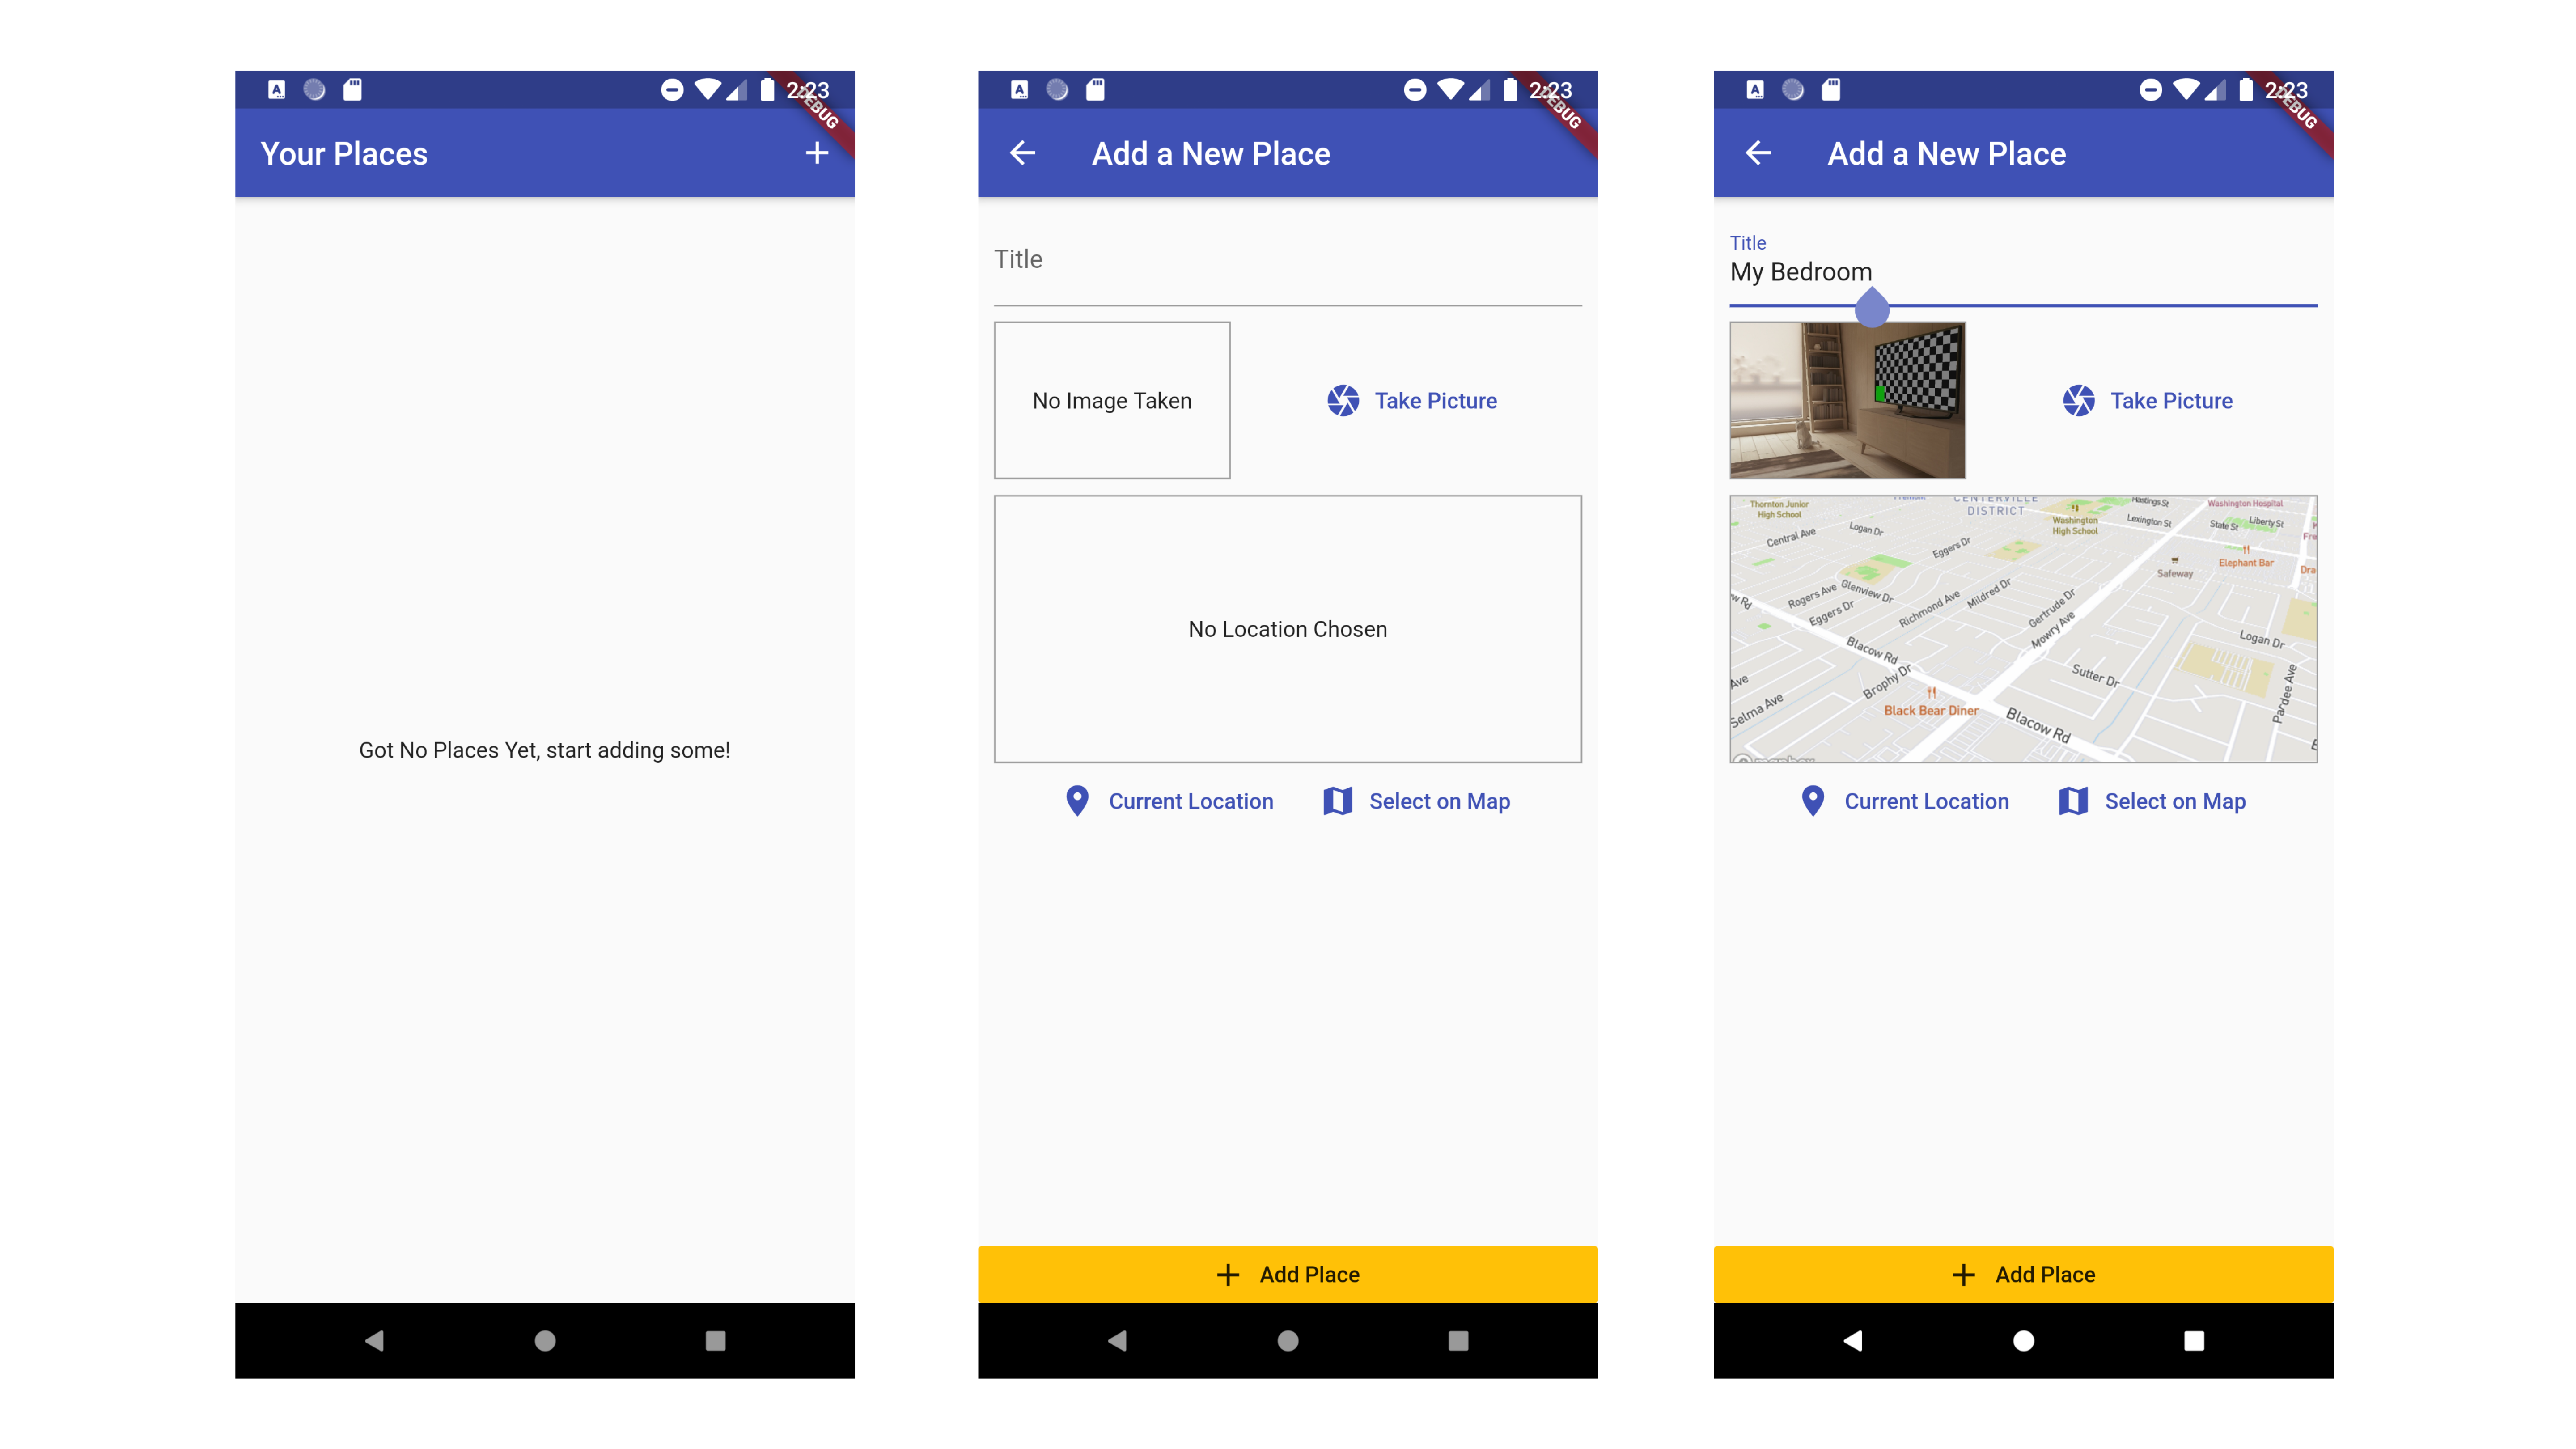 2:23
DEBUG
Your Places
Got No Places Yet, start adding some!
2:23
DEBUG
Add a New Place
Title
No Image Taken
Take Picture
No Location Chosen
Current Location
Select on Map
Add Place
2:23
DEBUG
Add a New Place
Title
My Bedroom
Take Picture
Thornton Junior
High School
CENTERVILLE
DISTRICT
Washington
High School
Hastings St
Lexington St
Washington Hospital
State St
Liberty St
Central Ave
Logan Dr
Eggers Dr
Safeway
Elephant Bar
Rogers Ave
Glenview Dr
Eggers Dr
Richmond Ave
Mildred Dr
Gertrude Dr
Mowry Ave
Blacow Rd
Brophy Dr
Selma Ave
Ave
Black Bear Diner
Sutter Dr
Logan Dr
Pardee Ave
Blacow Rd
mapbox
Current Location
Select on Map
Add Place